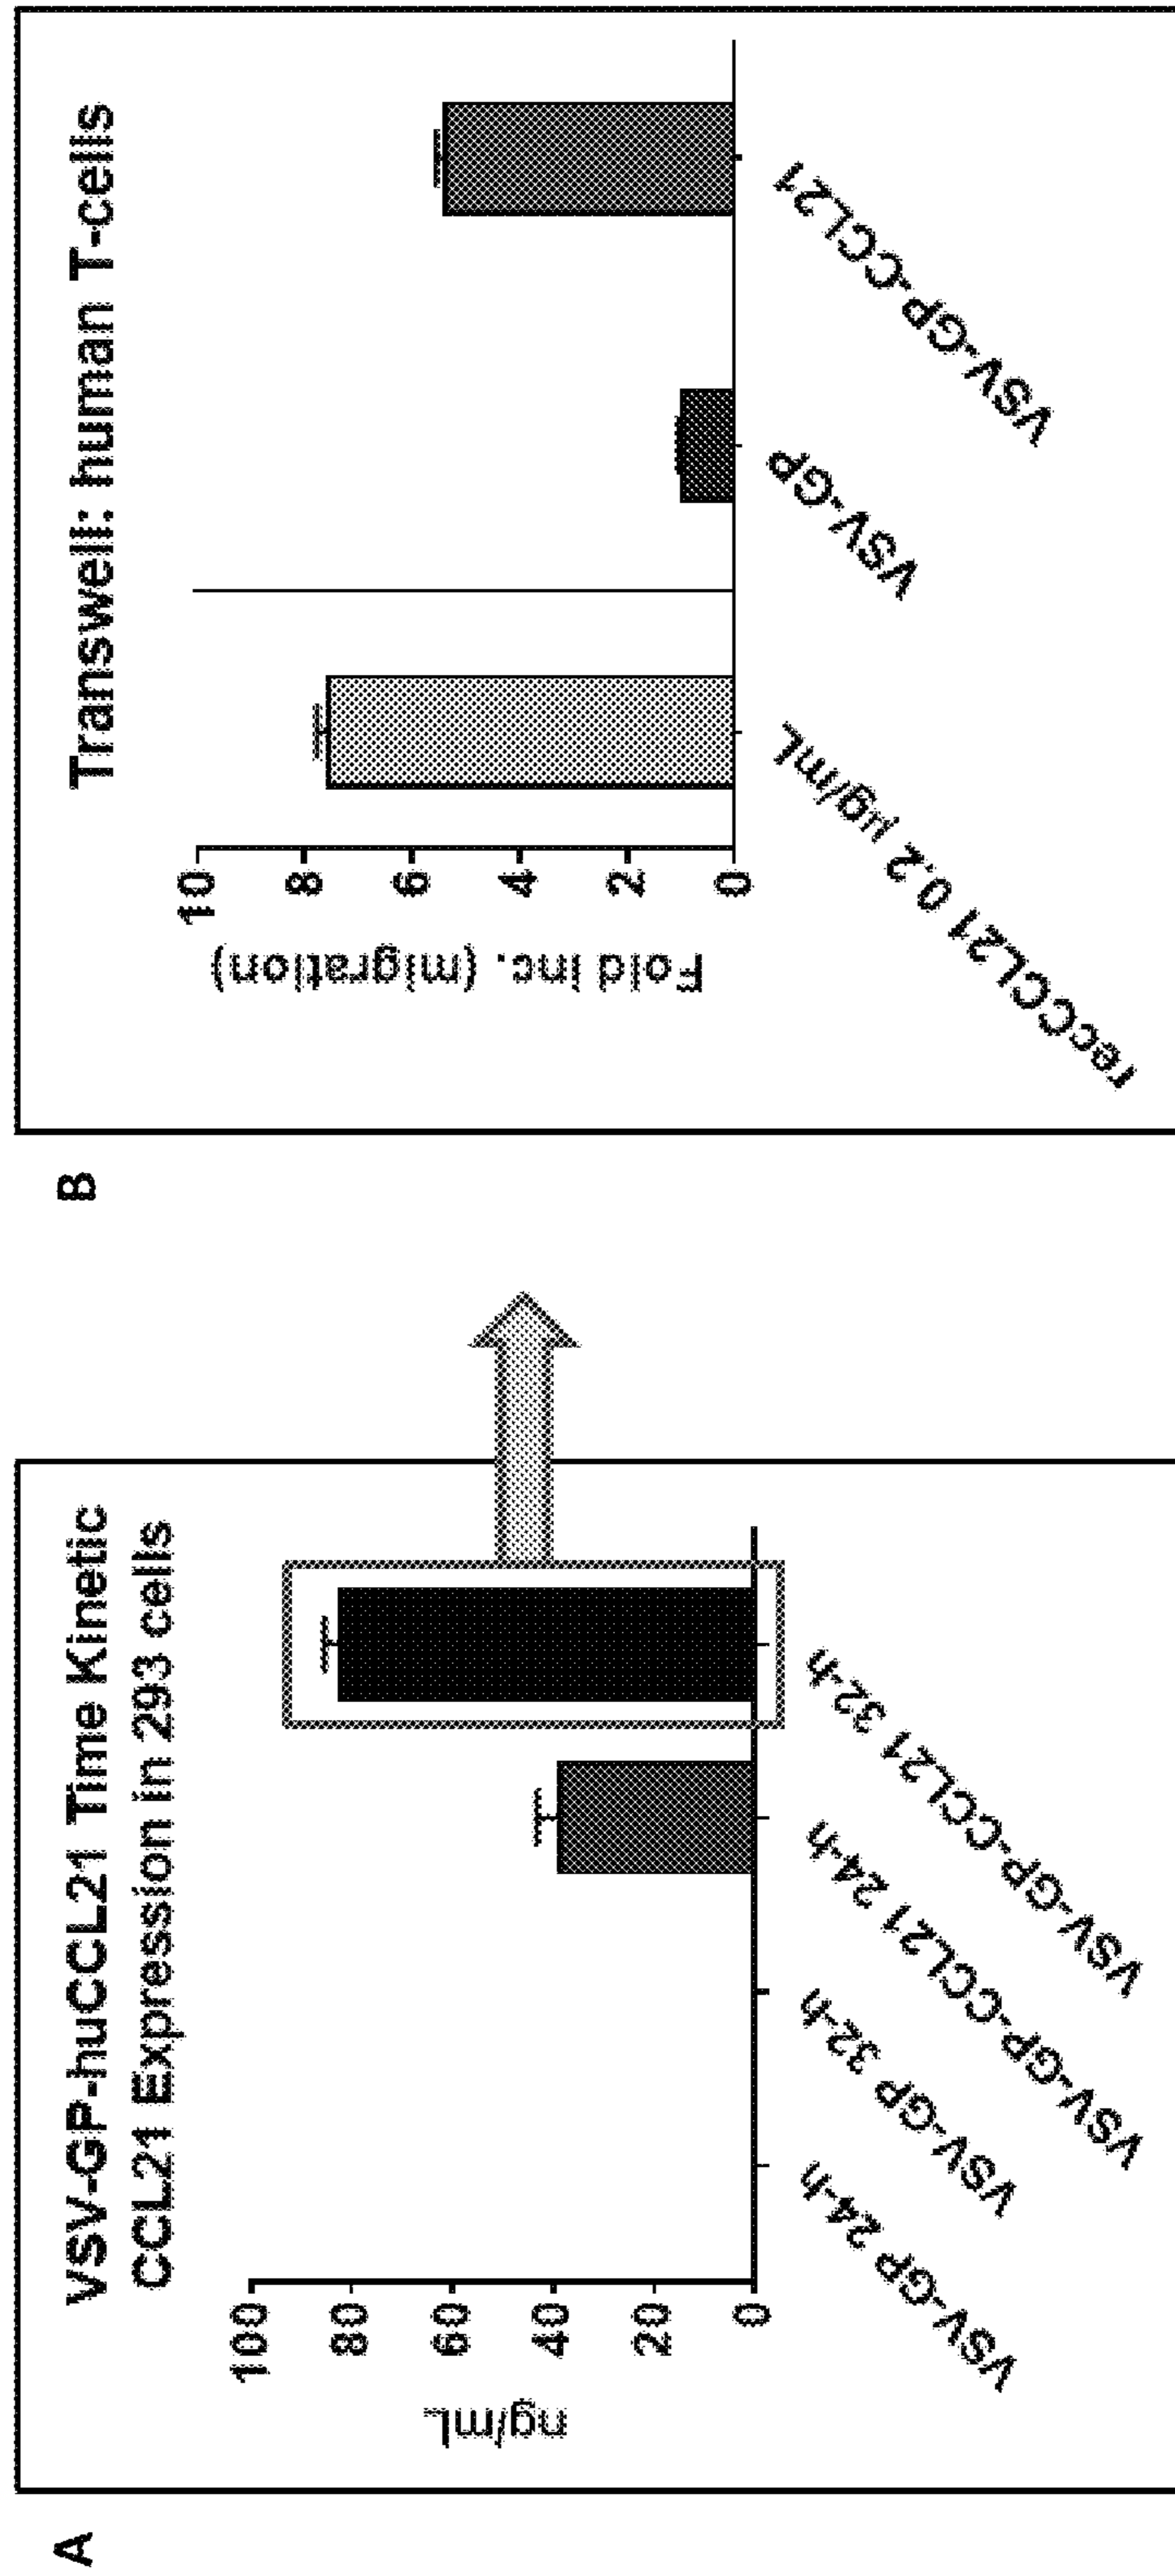 A
VSV-GP-huCCL21 Time Kinetic
CCL21 Expression in 293 cells
ng/mL
100
80
60
40
20
0
VSV-GP 24-h
VSV-GP 32-h
VSV-GP-CCL21 24-h
VSV-GP-CCL21 32-h
B
Transwell: human T-cells
Fold inc. (migration)
10
8
6
4
2
0
recCCL21 0.2 µg/mL
VSV-GP
VSV-GP-CCL21